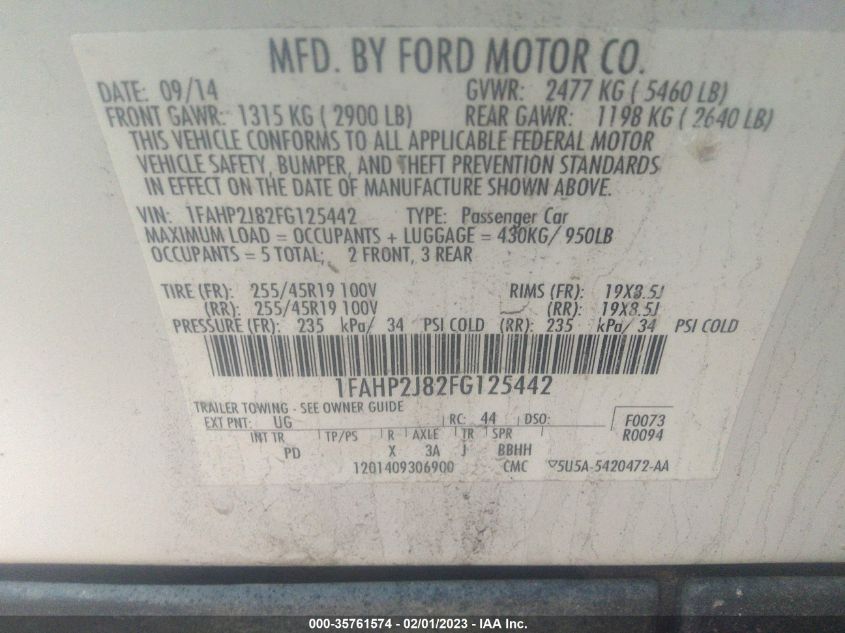 MFD. BY FORD MOTOR CO.
DATE: 09/14 GVWR: 2477 KG ( 5460 LB)
FRONT GAWR: 1315 KG ( 2900 LB) REAR GAWR: 1198 KG ( 2640 LB)
THIS VEHICLE CONFORMS TO ALL APPLICABLE FEDERAL MOTOR
VEHICLE SAFETY, BUMPER, AND THEFT PREVENTION STANDARDS
IN EFFECT ON THE DATE OF MANUFACTURE SHOWN ABOVE.
VIN: 1FAHP2J82FG125442 TYPE: Passenger Car
MAXIMUM LOAD = OCCUPANTS + LUGGAGE = 430KG/ 950LB
OCCUPANTS = 5 TOTAL; 2 FRONT, 3 REAR
TIRE (FR): 255/45R19 100V RIMS (FR): 19X8.5J
(RR): 255/45R19 100V (RR): 19X8.5J
PRESSURE (FR): 235 kPa/ 34 PSI COLD (RR): 235 kPa/ 34 PSI COLD
1FAHP2J82FG125442
TRAILER TOWING - SEE OWNER GUIDE
EXT PNT: UG RC: 44 DSO: F0073
INT TR TP/PS R AXLE TR SPR R0094
PD X 3A J BBHH
1201409306900 CMC 5U5A-5420472-AA
000-35761574 - 02/01/2023 - IAA Inc.